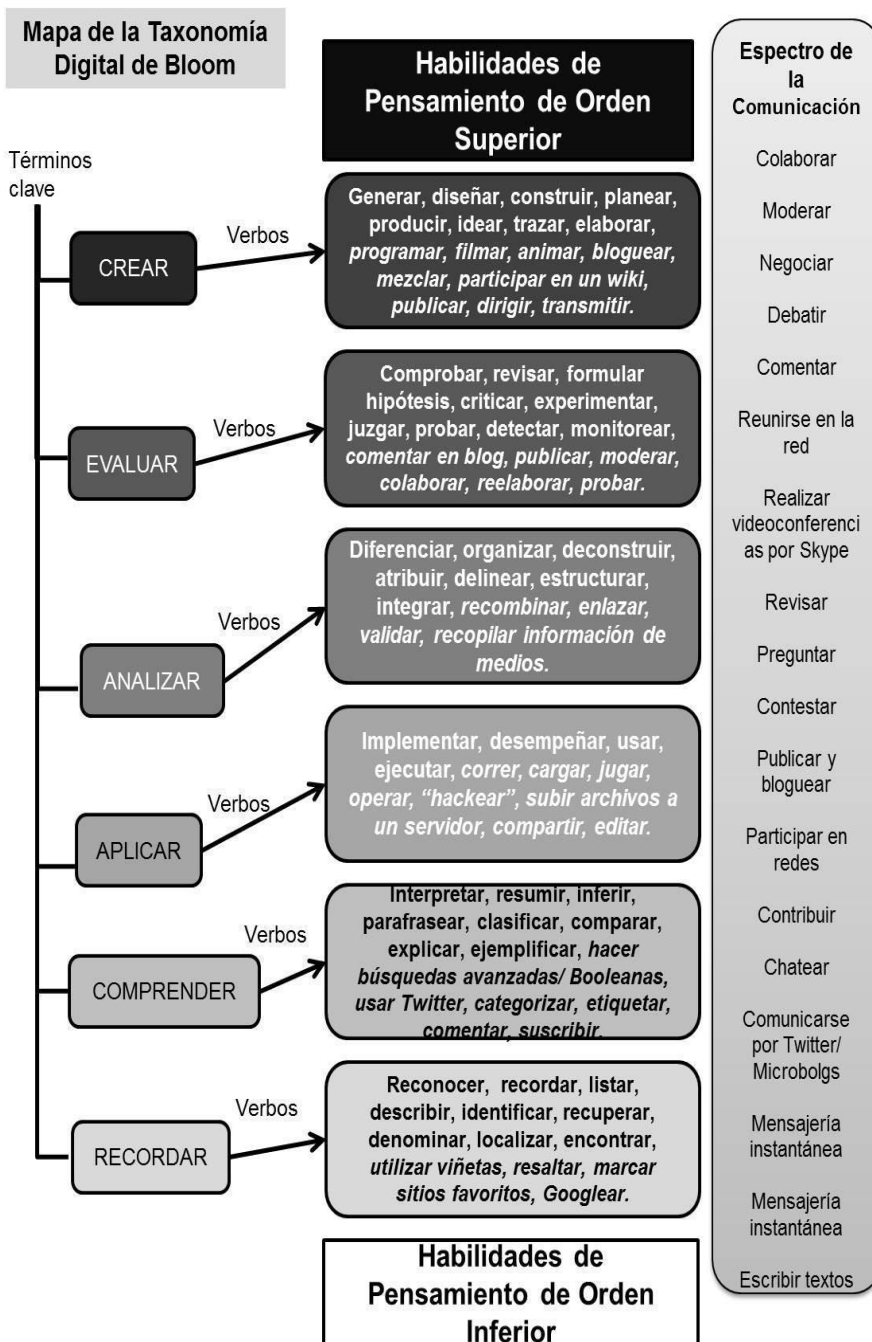 Mapa de la Taxonomía
Digital de Bloom
Habilidades de
Pensamiento de Orden
Superior
Términos
clave
CREAR
Verbos
Generar, diseñar, construir, planear,
producir, idear, trazar, elaborar,
programar, filmar, animar, bloguear,
mezclar, participar en un wiki,
publicar, dirigir, transmitir.
EVALUAR
Verbos
Comprobar, revisar, formular
hipótesis, criticar, experimentar,
juzgar, probar, detectar, monitorear,
comentar en blog, publicar, moderar,
colaborar, reelaborar, probar.
ANALIZAR
Verbos
Diferenciar, organizar, deconstruir,
atribuir, delinear, estructurar,
integrar, recombinar, enlazar,
validar, recopilar información de
medios.
APLICAR
Verbos
Implementar, desempeñar, usar,
ejecutar, correr, cargar, jugar,
operar, “hackear”, subir archivos a
un servidor, compartir, editar.
COMPRENDER
Verbos
Interpretar, resumir, inferir,
parafrasear, clasificar, comparar,
explicar, ejemplificar, hacer
búsquedas avanzadas/ Booleanas,
usar Twitter, categorizar, etiquetar,
comentar, suscribir.
RECORDAR
Verbos
Reconocer, recordar, listar,
describir, identificar, recuperar,
denominar, localizar, encontrar,
utilizar viñetas, resaltar, marcar
sitios favoritos, Googlear.
Habilidades de
Pensamiento de Orden
Inferior
Espectro de
la
Comunicación
Colaborar
Moderar
Negociar
Debatir
Comentar
Reunirse en la
red
Realizar
videoconferenci
as por Skype
Revisar
Preguntar
Contestar
Publicar y
bloguear
Participar en
redes
Contribuir
Chatear
Comunicarse
por Twitter/
Microbolgs
Mensajería
instantánea
Mensajería
instantánea
Escribir textos